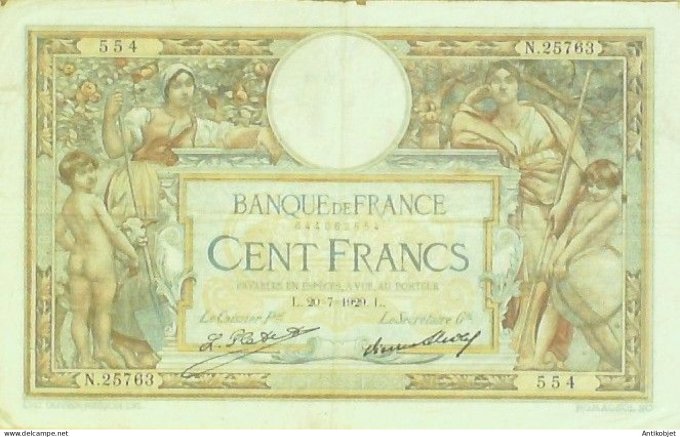 554
N.25763
BANQUE DE FRANCE
644062554
CENT FRANCS
PAYABLES EN ESPÈCES, A VUE, AU PORTEUR
L. 20-7-1929. L.
Le Caissier Pal
Le Secrétaire Gal
N.25763
554
www.delcampe.net
Antikobjet